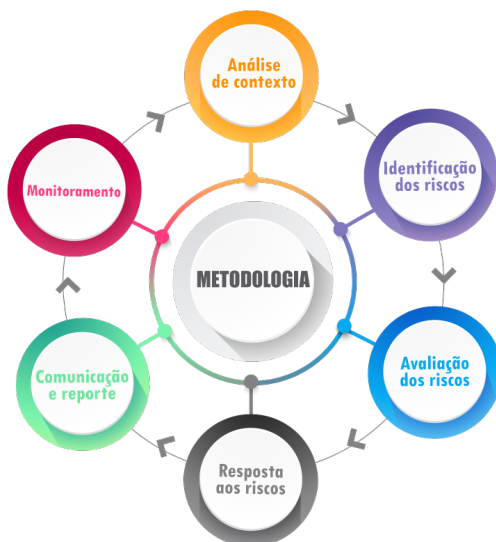 Análise
de contexto
Identificação
dos riscos
Avaliação
dos riscos
Resposta
aos riscos
Comunicação
e reporte
Monitoramento
METODOLOGIA